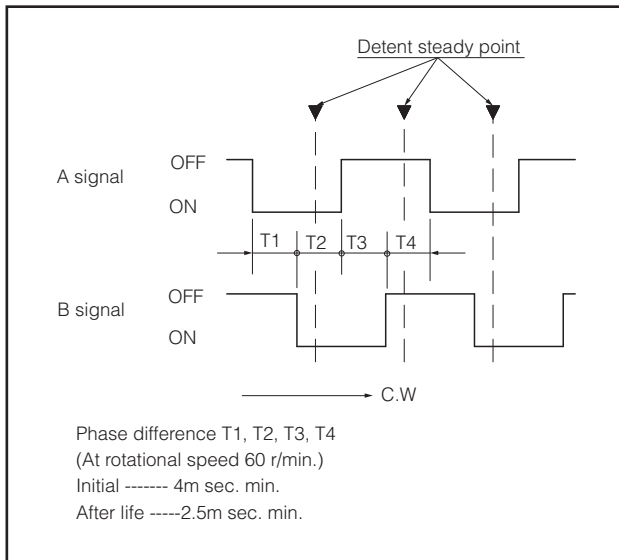 Detent steady point
OFF
A signal
ON
T1 T2 T3 T4
OFF
B signal
ON
C.W
Phase difference T1, T2, T3, T4
(At rotational speed 60 r/min.)
Initial ------- 4m sec. min.
After life -----2.5m sec. min.